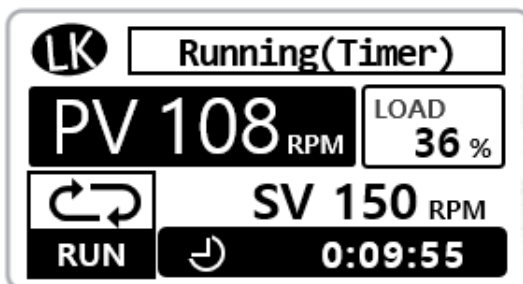 LK Running(Timer)
PV 108 RPM LOAD 36 %
SV 150 RPM
RUN 0:09:55